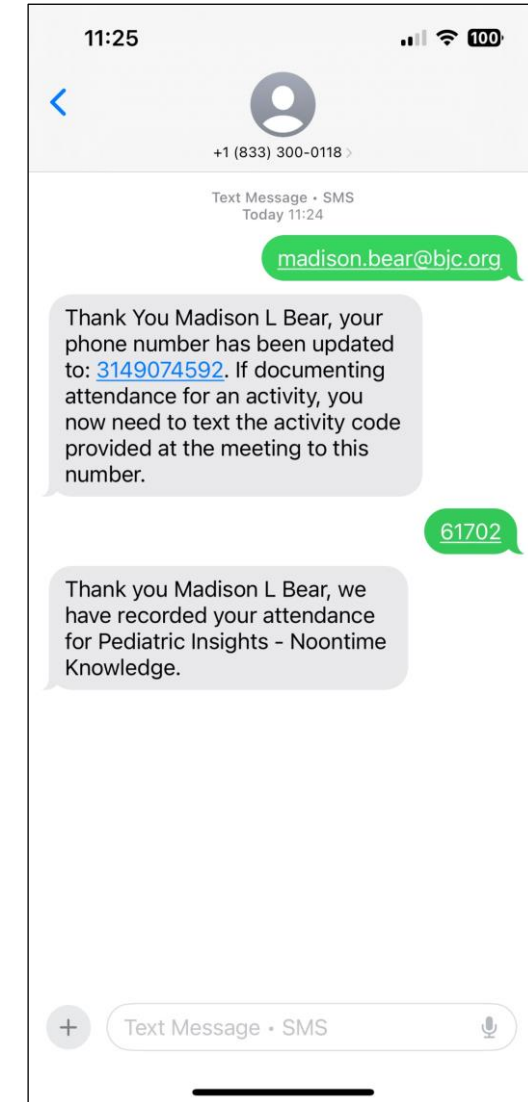 11:25
100
+1 (833) 300-0118 >
Text Message • SMS
Today 11:24
madison.bear@bjc.org
Thank You Madison L Bear, your
phone number has been updated
to: 3149074592. If documenting
attendance for an activity, you
now need to text the activity code
provided at the meeting to this
number.
61702
Thank you Madison L Bear, we
have recorded your attendance
for Pediatric Insights - Noontime
Knowledge.
Text Message • SMS